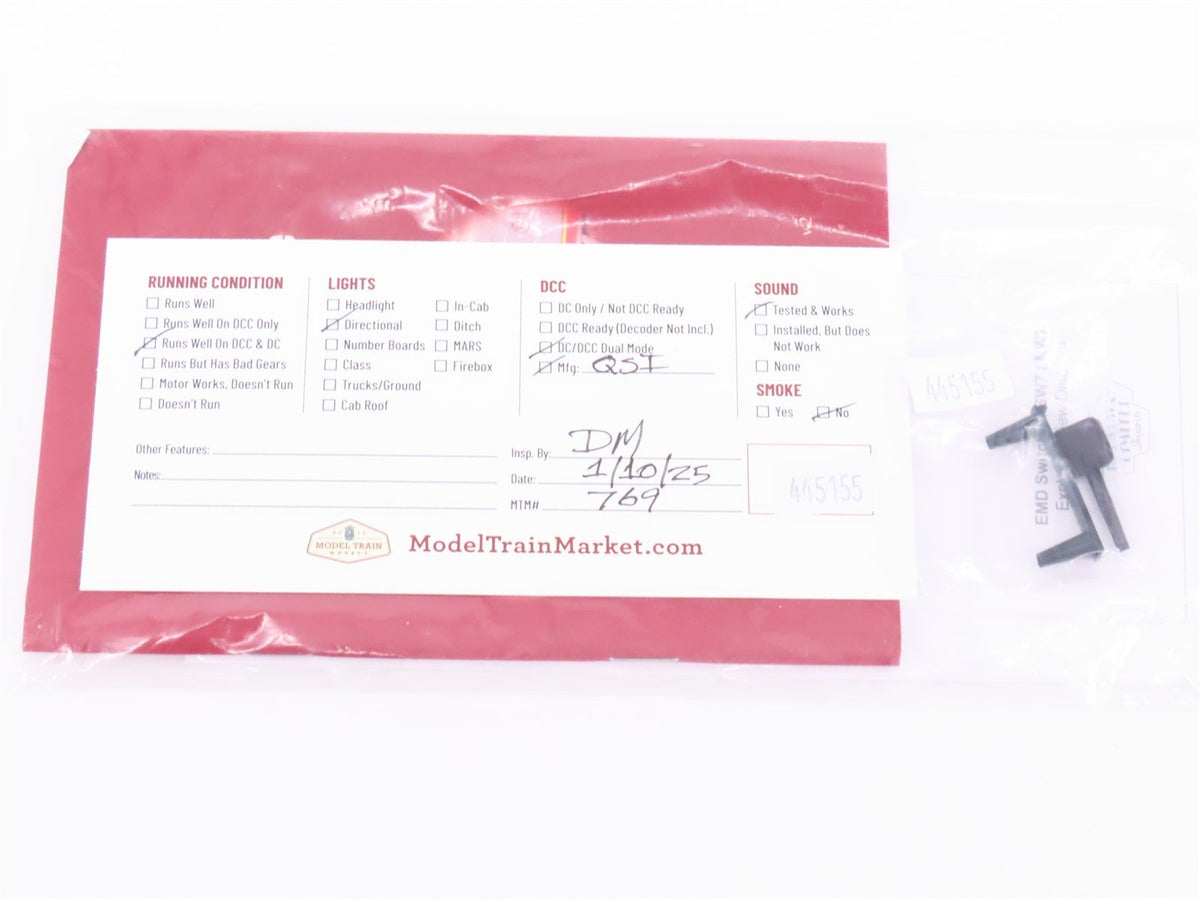 RUNNING CONDITION
Runs Well
Runs Well On DCC Only
Runs Well On DCC & DC
Runs But Has Bad Gears
Motor Works, Doesn't Run
Doesn't Run
LIGHTS
Headlight
Directional
Number Boards
Class
Trucks/Ground
Cab Roof
In-Cab
Ditch
MARS
Firebox
DCC
DC Only / Not DCC Ready
DCC Ready (Decoder Not Incl.)
DC/DCC Dual Mode
Mfg: QSI
SOUND
Tested & Works
Installed, But Does
Not Work
None
SMOKE
Yes No
Other Features:
Notes:
Insp. By: DM
Date: 1/10/25
MTM# 769
445155
MODEL TRAIN
MARKET
ModelTrainMarket.com
445155
EMD Switch